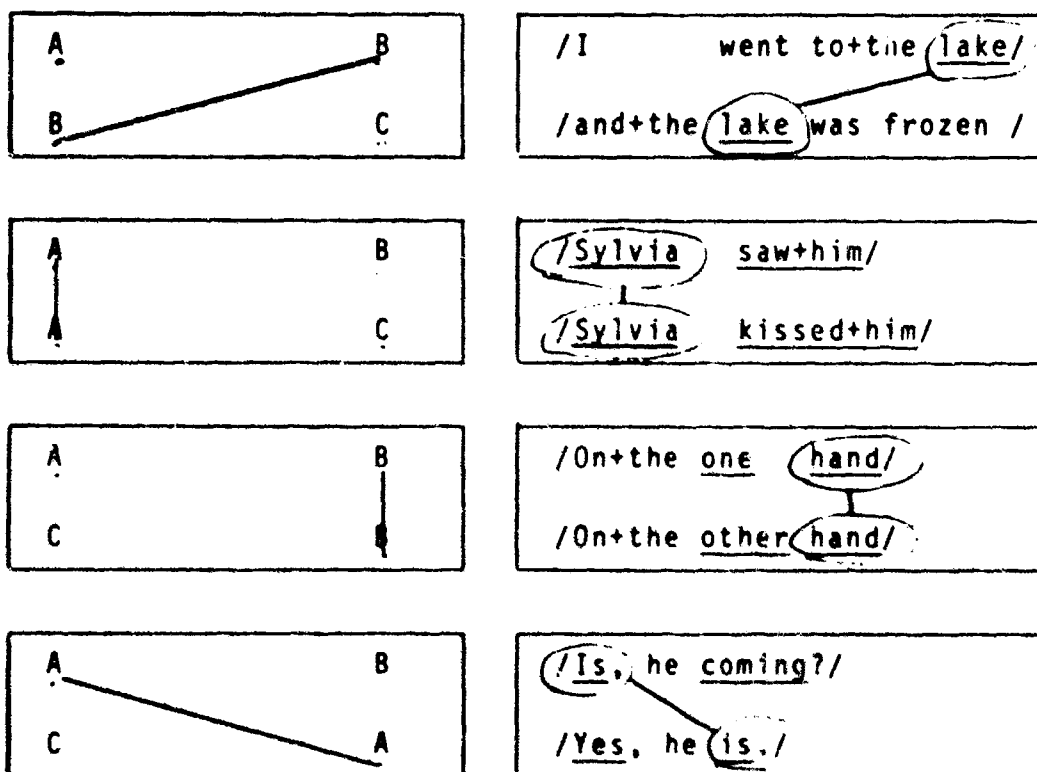 A B
B C
/I went to+the lake/
/and+the lake was frozen /
A B
A C
/Sylvia saw+him/
/Sylvia kissed+him/
A B
C B
/On+the one hand/
/On+the other hand/
A B
C A
/Is, he coming?/
/Yes, he is./